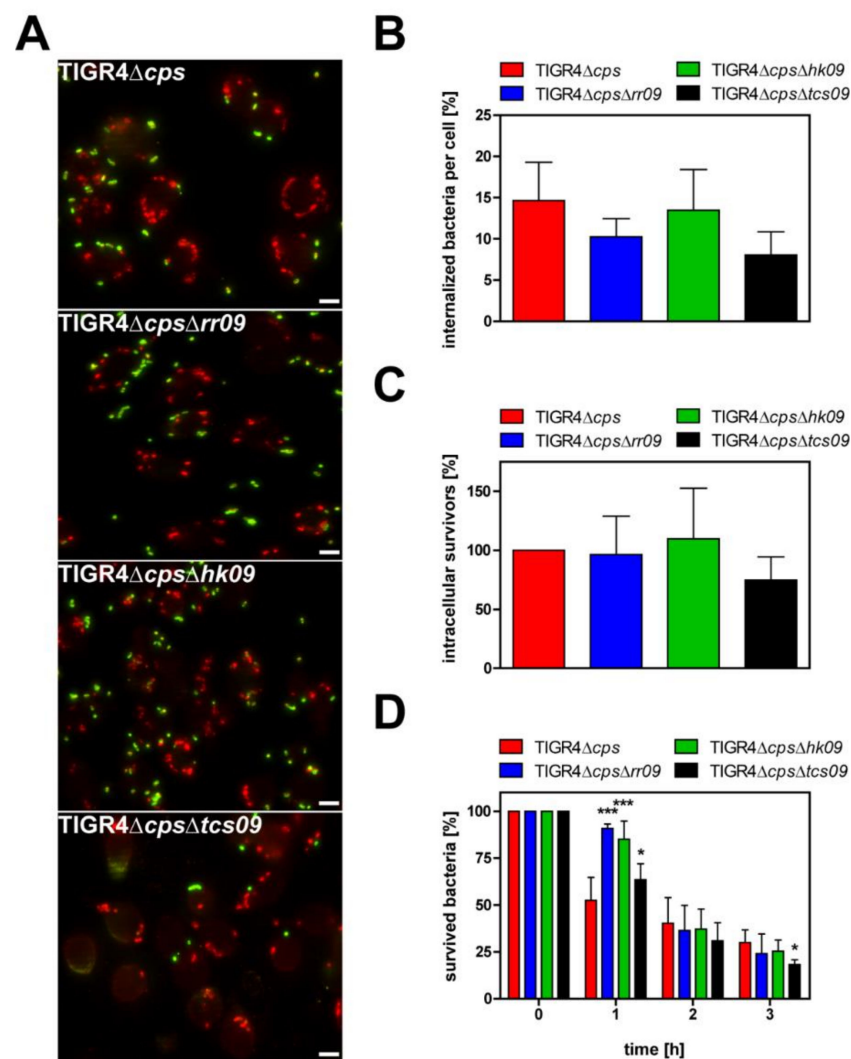 A
TIGR4Δcps
TIGR4ΔcpsΔrr09
TIGR4ΔcpsΔhk09
TIGR4ΔcpsΔtcs09
B
TIGR4Δcps
TIGR4ΔcpsΔhk09
TIGR4ΔcpsΔrr09
TIGR4ΔcpsΔtcs09
internalized bacteria per cell [%]
25
20
15
10
5
0
C
TIGR4Δcps
TIGR4ΔcpsΔhk09
TIGR4ΔcpsΔrr09
TIGR4ΔcpsΔtcs09
intracellular survivors [%]
150
100
50
0
D
TIGR4Δcps
TIGR4ΔcpsΔhk09
TIGR4ΔcpsΔrr09
TIGR4ΔcpsΔtcs09
survived bacteria [%]
100
75
50
25
0
***
***
*
*
0 1 2 3
time [h]